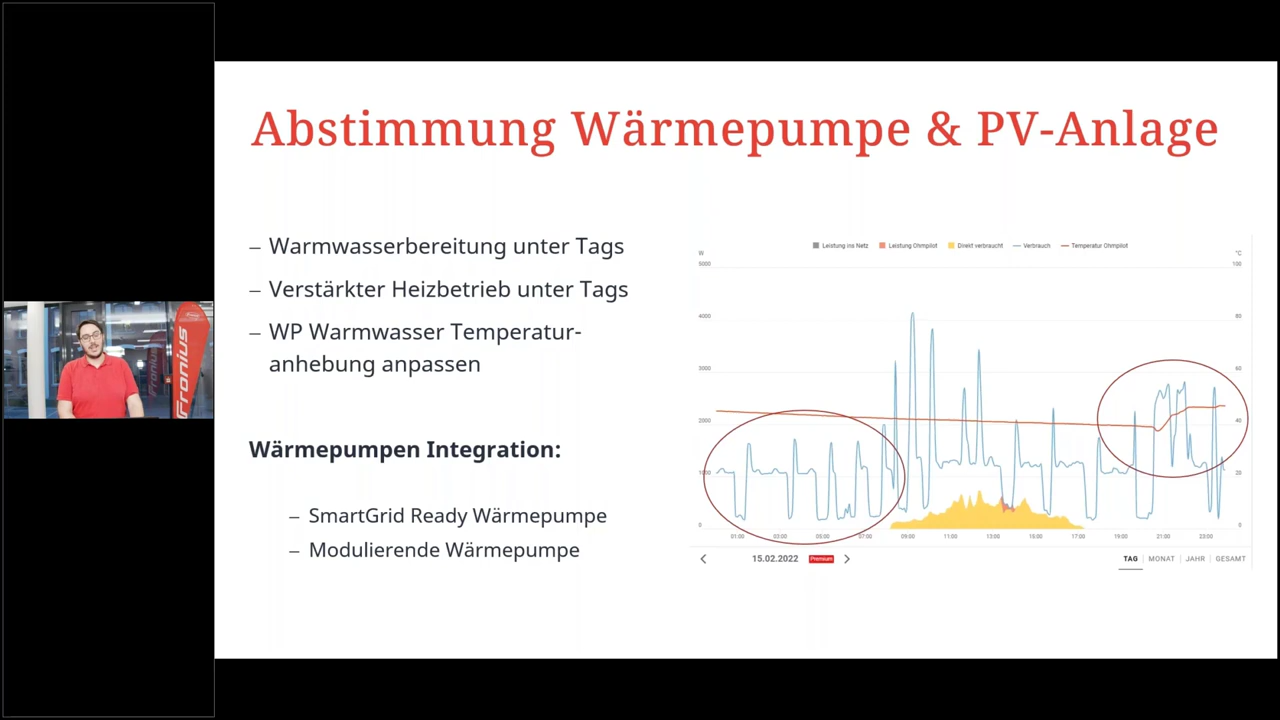 Abstimmung Wärmepumpe & PV-Anlage
– Warmwasserbereitung unter Tags
– Verstärkter Heizbetrieb unter Tags
– WP Warmwasser Temperatur-
anhebung anpassen
Wärmepumpen Integration:
– SmartGrid Ready Wärmepumpe
– Modulierende Wärmepumpe
Leistung ins Netz Leistung Ohmpilot Direkt verbraucht Verbrauch Temperatur Ohmpilot
W °C
5000 100
4000 80
3000 60
2000 40
1000 20
0 0
01:00 03:00 05:00 07:00 09:00 11:00 13:00 15:00 17:00 19:00 21:00 23:00
15.02.2022 Premium TAG MONAT JAHR GESAMT
Fronius
Fronius